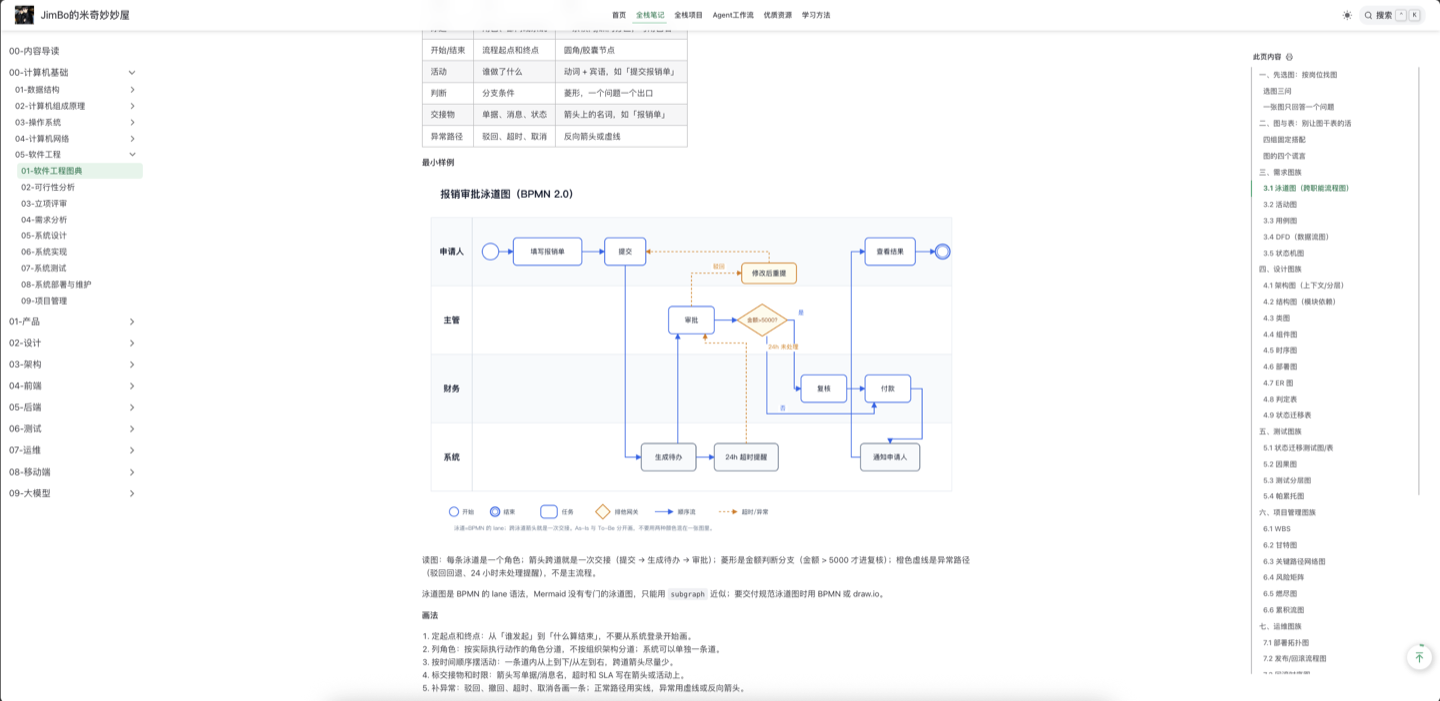 JimBo的米奇妙妙屋
首页 全栈笔记 全栈项目 Agent工作流 优质资源 学习方法
搜索 ⌃ K
00-内容导读
00-计算机基础
01-数据结构
02-计算机组成原理
03-操作系统
04-计算机网络
05-软件工程
01-软件工程图典
02-可行性分析
03-立项评审
04-需求分析
05-系统设计
06-系统实现
07-系统测试
08-系统部署与维护
09-项目管理
01-产品
02-设计
03-架构
04-前端
05-后端
06-测试
07-运维
08-移动端
09-大模型
开始/结束 流程起点和终点 圆角/胶囊节点
活动 谁做了什么 动词 + 宾语，如「提交报销单」
判断 分支条件 菱形，一个问题一个出口
交接物 单据、消息、状态 箭头上的名词，如「报销单」
异常路径 驳回、超时、取消 反向箭头或虚线
最小样例
报销审批泳道图（BPMN 2.0）
申请人
填写报销单
提交
查看结果
驳回
修改后重提
主管
审批
金额>5000?
是
24h 未处理
财务
复核
付款
否
系统
生成待办
24h 超时提醒
通知申请人
开始 结束 任务 排他网关 顺序流 超时/异常
泳道=BPMN 的 lane；跨泳道箭头就是一次交接。As-Is 与 To-Be 分开画，不要用两种颜色混在一张图里。
读图：每条泳道是一个角色；箭头跨道就是一次交接（提交 → 生成待办 → 审批）；菱形是金额判断分支（金额 > 5000 才进复核）；橙色虚线是异常路径
（驳回回退、24 小时未处理提醒），不是主流程。
泳道图是 BPMN 的 lane 语法，Mermaid 没有专门的泳道图，只能用 subgraph 近似；要交付规范泳道图时用 BPMN 或 draw.io。
画法
1. 定起点和终点：从「谁发起」到「什么算结束」，不要从系统登录开始画。
2. 列角色：按实际执行动作的角色分道，不按组织架构分道；系统可以单独一条道。
3. 按时间顺序摆活动：一条道内从上到下/从左到右，跨道箭头尽量少。
4. 标交接物和时限：箭头写单据/消息名，超时和 SLA 写在箭头或活动上。
5. 补异常：驳回、撤回、超时、取消各画一条；正常路径用实线，异常用虚线或反向箭头。
此页内容
一、先选图：按岗位找图
选图三问
一张图只回答一个问题
二、图与表：别让图干表的活
四组固定搭配
图的四个谎言
三、需求图族
3.1 泳道图（跨职能流程图）
3.2 活动图
3.3 用例图
3.4 DFD（数据流图）
3.5 状态机图
四、设计图族
4.1 架构图（上下文/分层）
4.2 结构图（模块依赖）
4.3 类图
4.4 组件图
4.5 时序图
4.6 部署图
4.7 ER 图
4.8 判定表
4.9 状态迁移表
五、测试图族
5.1 状态迁移测试图/表
5.2 因果图
5.3 测试分层图
5.4 帕累托图
六、项目管理图族
6.1 WBS
6.2 甘特图
6.3 关键路径网络图
6.4 风险矩阵
6.5 燃尽图
6.6 累积流图
七、运维图族
7.1 部署拓扑图
7.2 发布/回滚流程图